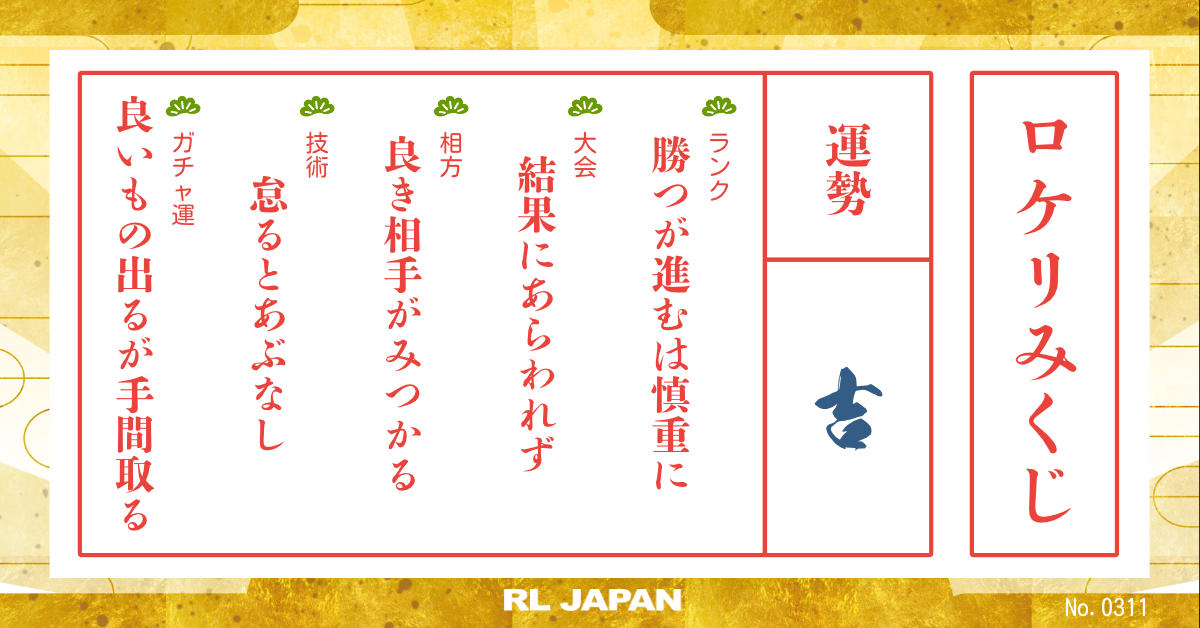 ロケリみくじ
運勢
吉
ランク
勝つが進むは慎重に
大会
結果にあらわれず
相方
良き相手がみつかる
技術
怠るとあぶなし
ガチャ運
良いもの出るが手間取る
RL JAPAN
No. 0311